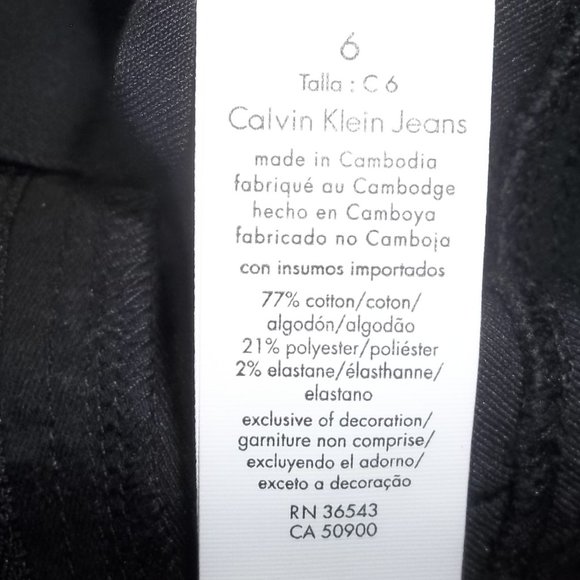 6
Talla : C 6
Calvin Klein Jeans
made in Cambodia
fabriqué au Cambodge
hecho en Camboya
fabricado no Camboja
con insumos importados
77% cotton/coton/
algodón/algodão
21% polyester/poliéster
2% elastane/élasthanne/
elastano
exclusive of decoration/
garniture non comprise/
excluyendo el adorno/
exceto a decoração
RN 36543
CA 50900